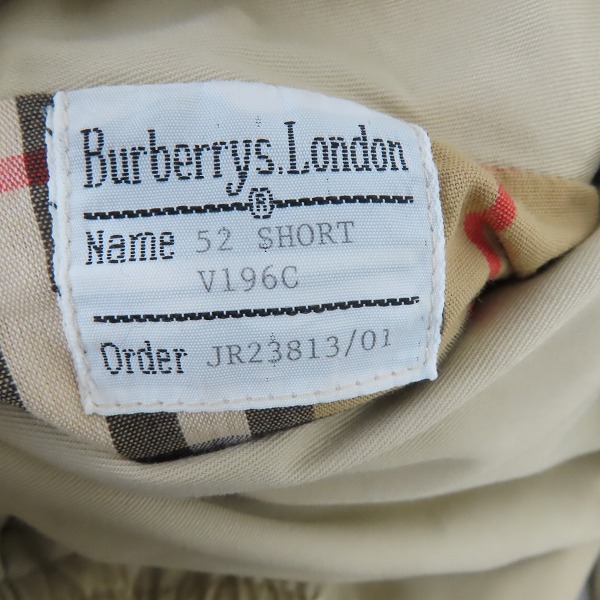 Burberrys.London
®
Name 52 SHORT
V196C
Order JR23813/01